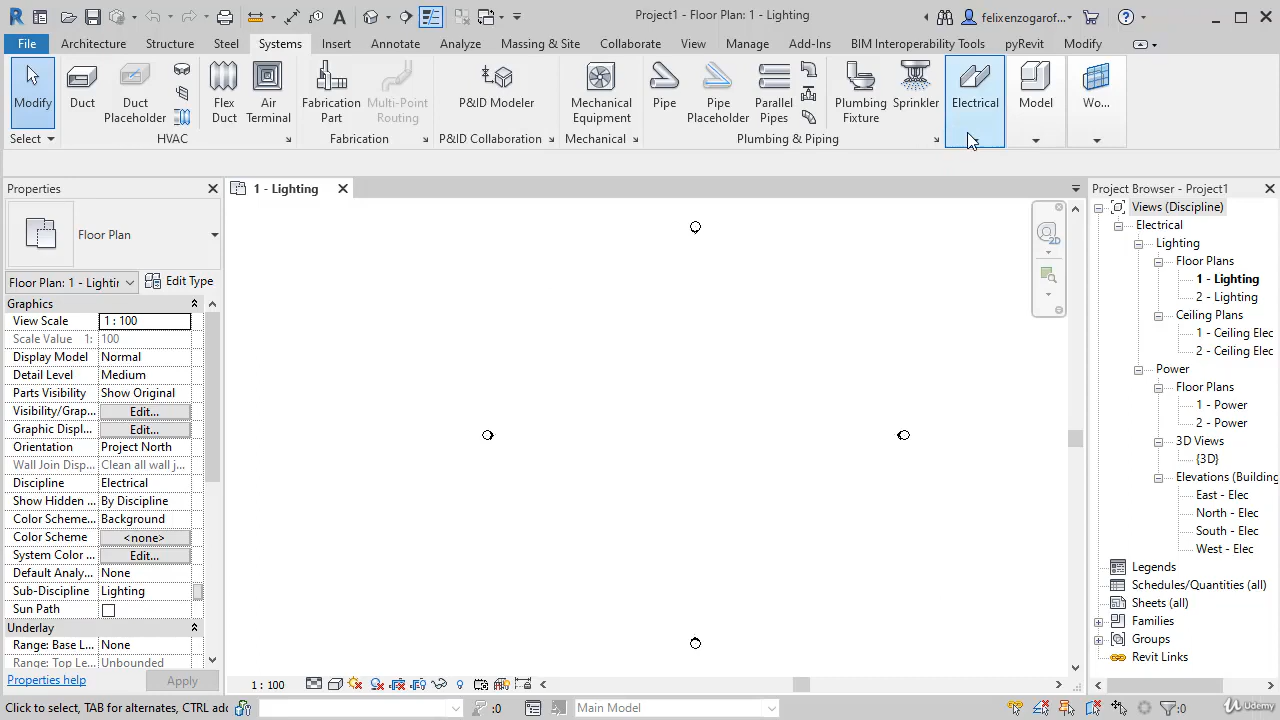 Project1 - Floor Plan: 1 - Lighting
felixenzogarof...
File Architecture Structure Steel Systems Insert Annotate Analyze Massing & Site Collaborate View Manage Add-Ins BIM Interoperability Tools pyRevit Modify
Modify
Duct
Duct Placeholder
Flex Duct
Air Terminal
Fabrication Part
Multi-Point Routing
P&ID Modeler
Mechanical Equipment
Pipe
Pipe Placeholder
Parallel Pipes
Plumbing Fixture
Sprinkler
Electrical
Model
Wo...
Select HVAC Fabrication P&ID Collaboration Mechanical Plumbing & Piping
Properties
Floor Plan
Floor Plan: 1 - Lightin Edit Type
Graphics
View Scale 1 : 100
Scale Value 1: 100
Display Model Normal
Detail Level Medium
Parts Visibility Show Original
Visibility/Grap... Edit...
Graphic Displ... Edit...
Orientation Project North
Wall Join Disp... Clean all wall j...
Discipline Electrical
Show Hidden ... By Discipline
Color Scheme... Background
Color Scheme <none>
System Color ... Edit...
Default Analy... None
Sub-Discipline Lighting
Sun Path
Underlay
Range: Base L... None
Range: Top Le... Unbounded
Properties help Apply
1 - Lighting
2D
1 : 100
Project Browser - Project1
Views (Discipline)
Electrical
Lighting
Floor Plans
1 - Lighting
2 - Lighting
Ceiling Plans
1 - Ceiling Elec
2 - Ceiling Elec
Power
Floor Plans
1 - Power
2 - Power
3D Views
{3D}
Elevations (Building
East - Elec
North - Elec
South - Elec
West - Elec
Legends
Schedules/Quantities (all)
Sheets (all)
Families
Groups
Revit Links
Click to select, TAB for alternates, CTRL adc :0 Main Model :0
Udemy